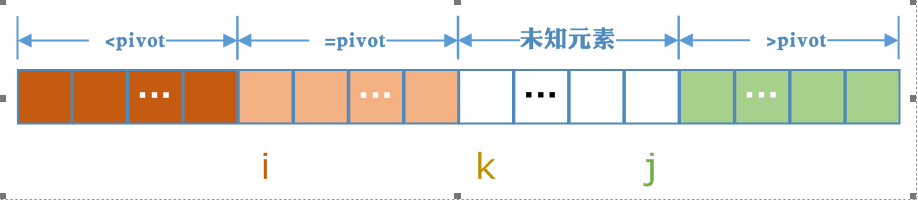 <pivot =pivot 未知元素 >pivot
... ... ... ...
i k j